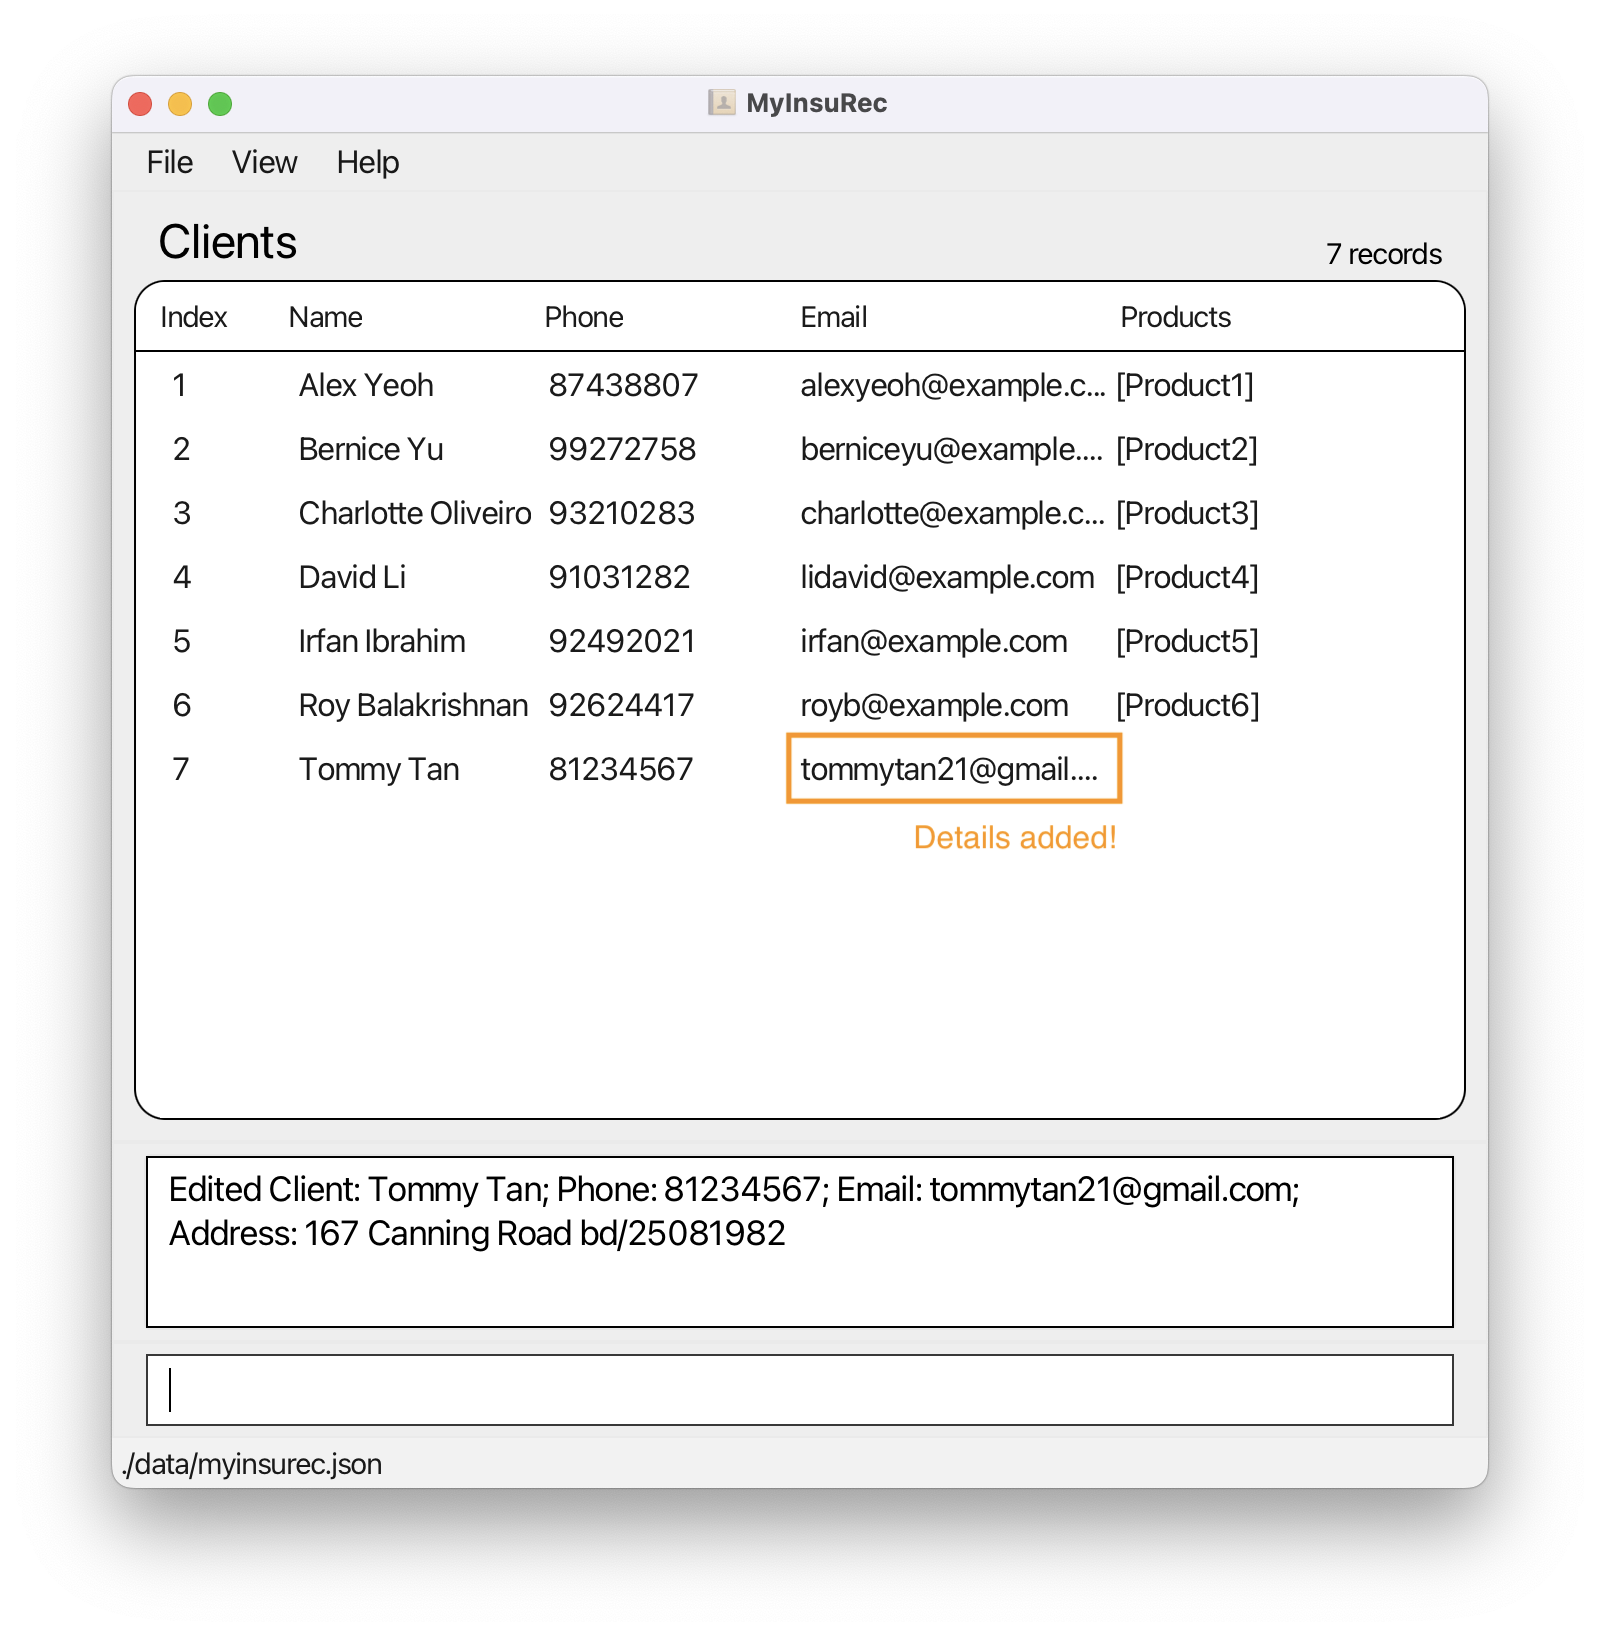 MyInsuRec
File View Help
Clients
7 records
Index Name Phone Email Products
1 Alex Yeoh 87438807 alexyeoh@example.c... [Product1]
2 Bernice Yu 99272758 berniceyu@example.... [Product2]
3 Charlotte Oliveiro 93210283 charlotte@example.c... [Product3]
4 David Li 91031282 lidavid@example.com [Product4]
5 Irfan Ibrahim 92492021 irfan@example.com [Product5]
6 Roy Balakrishnan 92624417 royb@example.com [Product6]
7 Tommy Tan 81234567 tommytan21@gmail....
Details added!
Edited Client: Tommy Tan; Phone: 81234567; Email: tommytan21@gmail.com;
Address: 167 Canning Road bd/25081982
./data/myinsurec.json